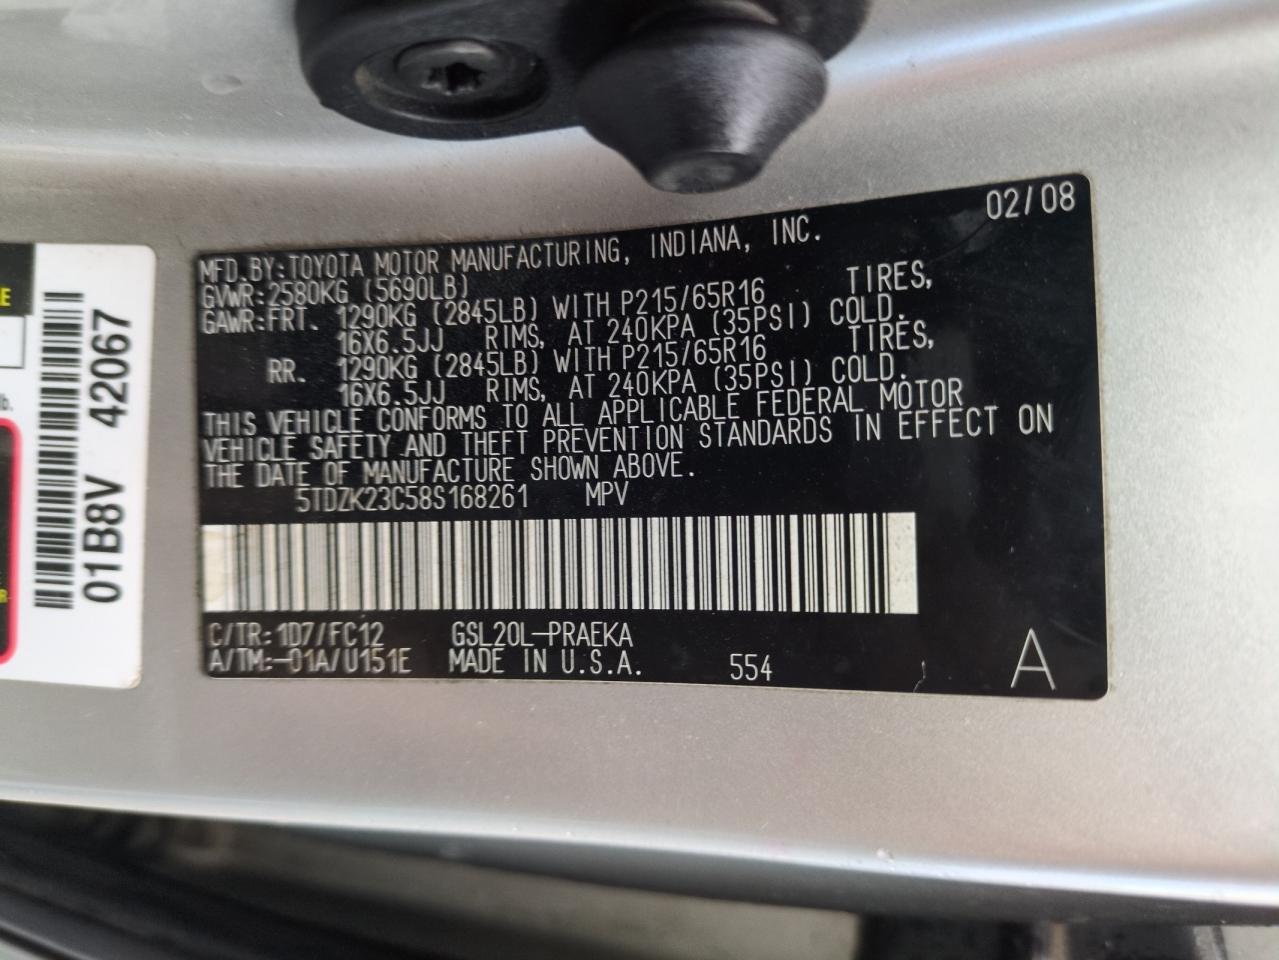 02/08
MFD.BY:TOYOTA MOTOR MANUFACTURING, INDIANA, INC.
GVWR:2580KG (5690LB)
GAWR:FRT. 1290KG (2845LB) WITH P215/65R16 TIRES,
16X6.5JJ RIMS, AT 240KPA (35PSI) COLD.
RR. 1290KG (2845LB) WITH P215/65R16 TIRES,
16X6.5JJ RIMS, AT 240KPA (35PSI) COLD.
THIS VEHICLE CONFORMS TO ALL APPLICABLE FEDERAL MOTOR
VEHICLE SAFETY AND THEFT PREVENTION STANDARDS IN EFFECT ON
THE DATE OF MANUFACTURE SHOWN ABOVE.
5TDZK23C58S168261 MPV
C/TR:1D7/FC12 GSL20L-PRAEKA
A/TM:-01A/U151E MADE IN U.S.A. 554 A
01B8V 42067
lb.